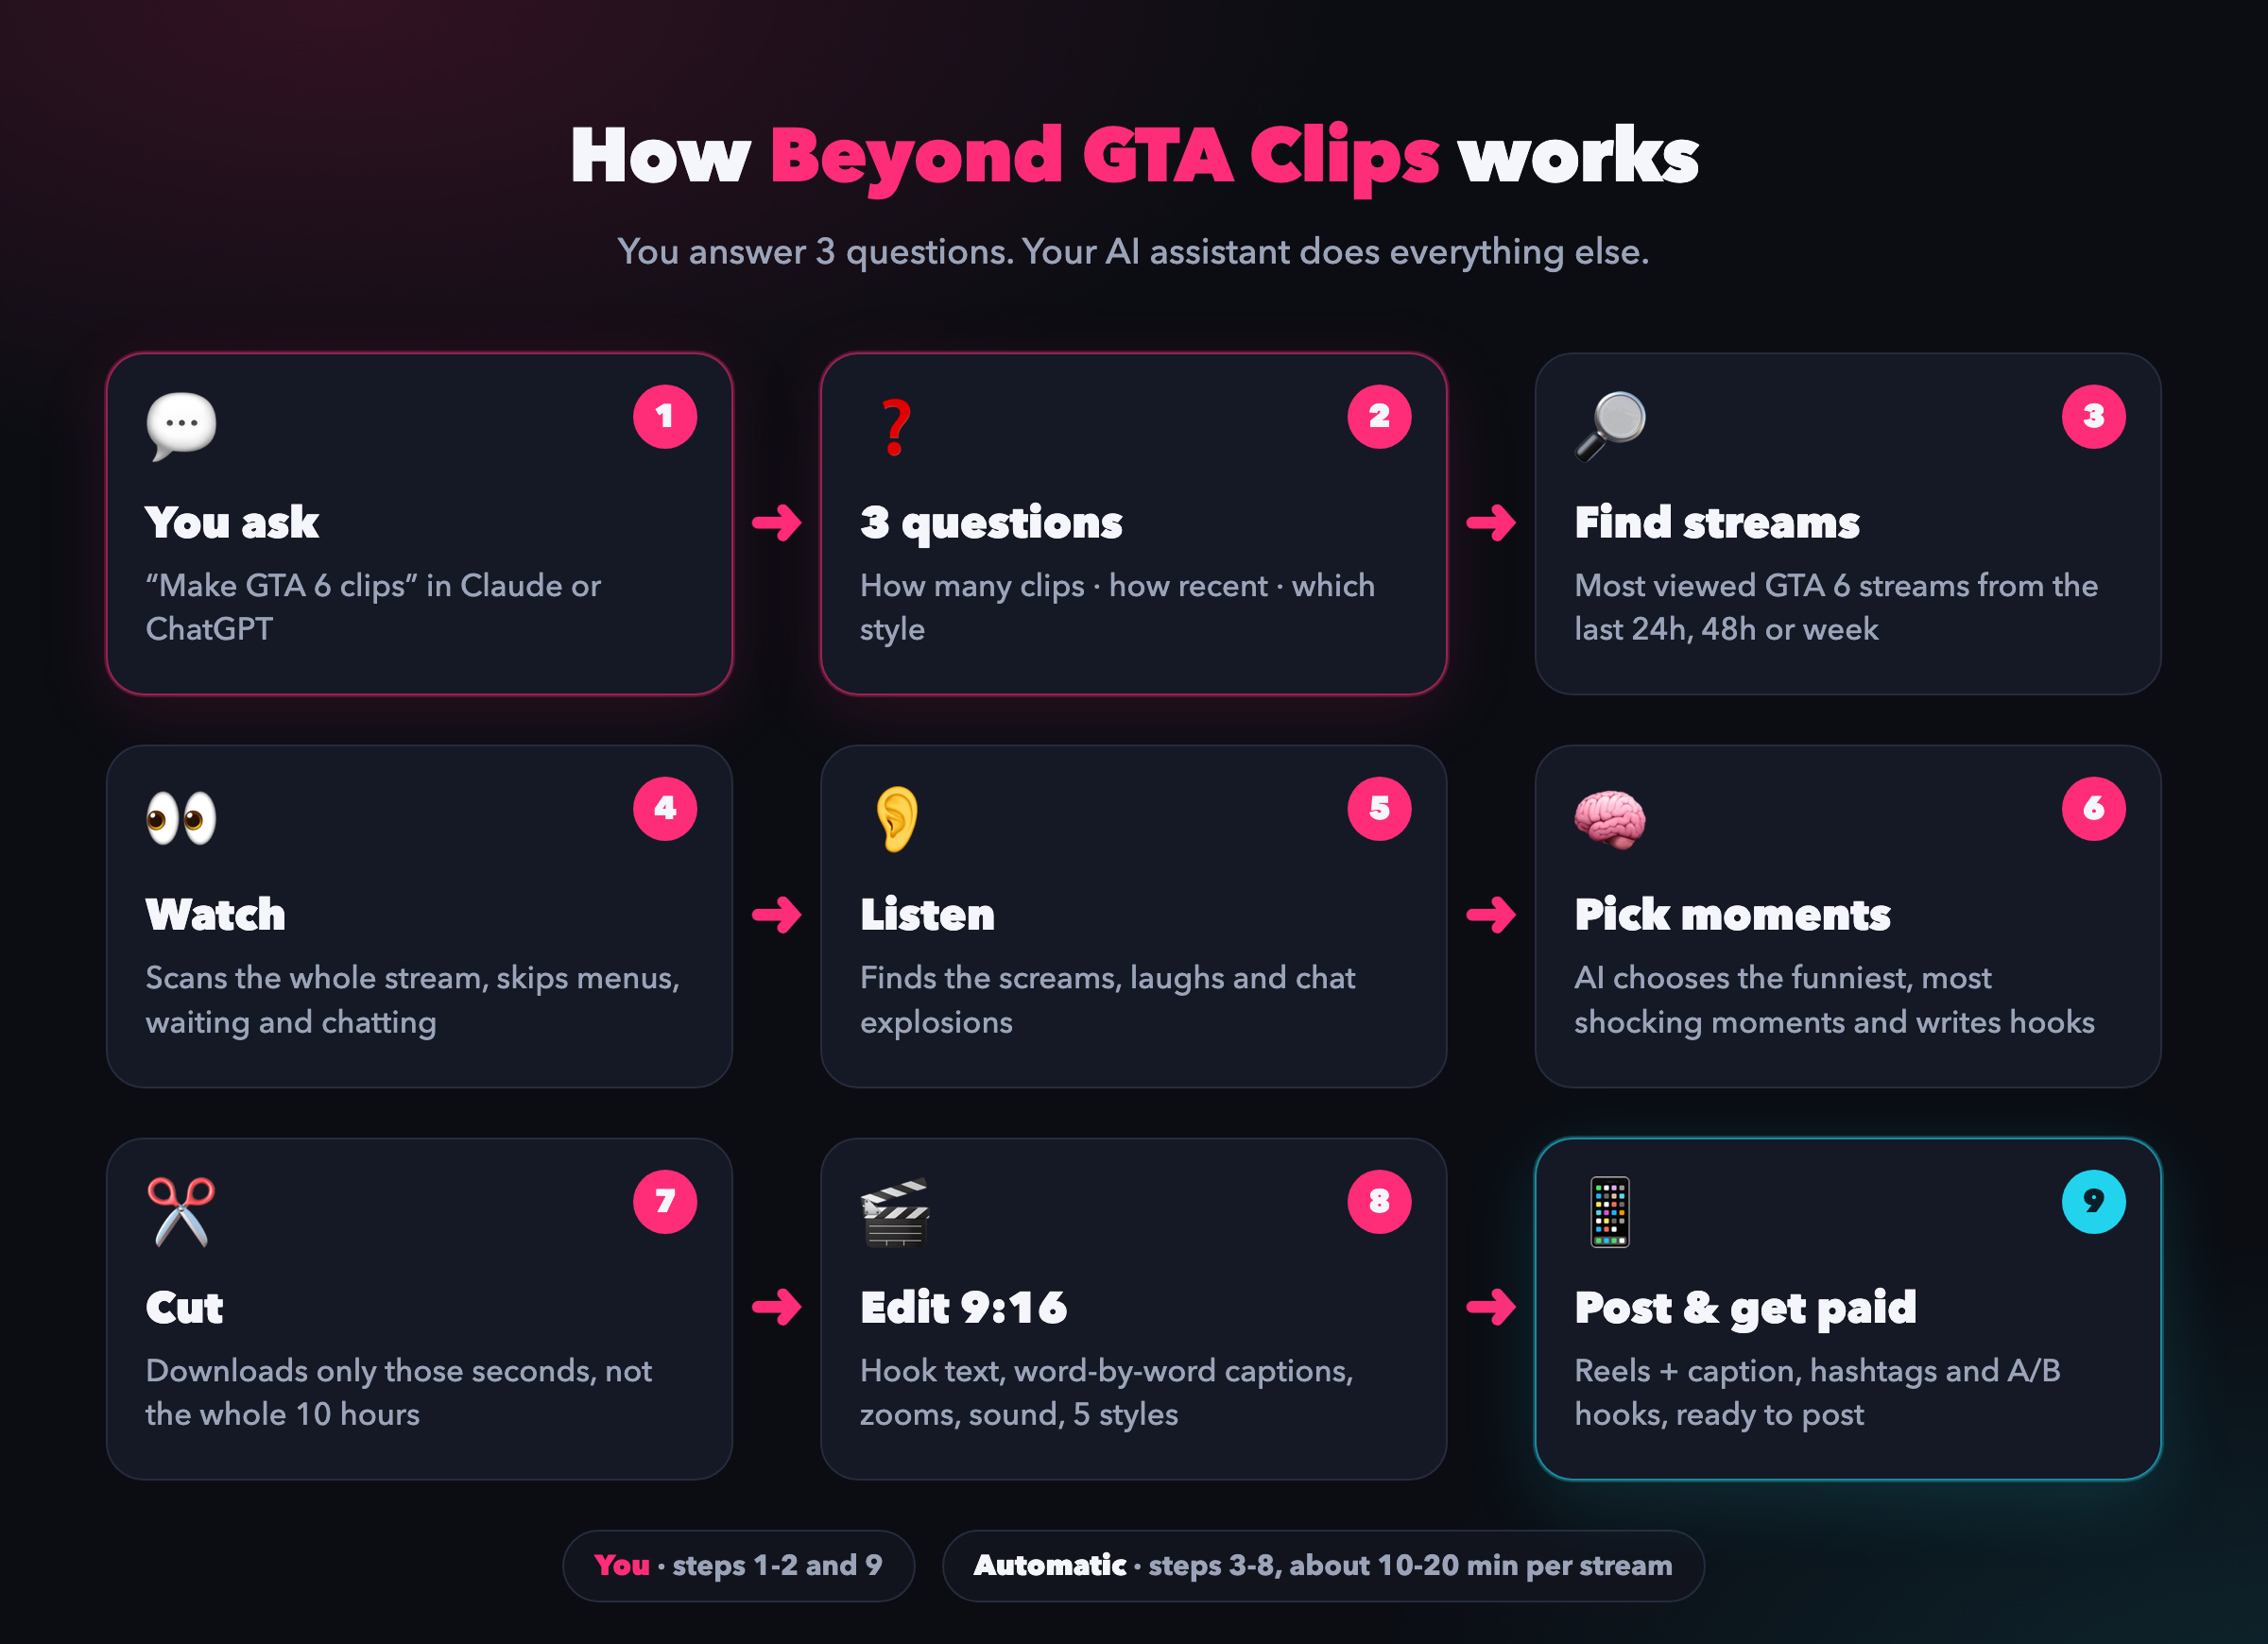 How Beyond GTA Clips works
You answer 3 questions. Your AI assistant does everything else.
1
You ask
“Make GTA 6 clips” in Claude or
ChatGPT
2
3 questions
How many clips · how recent · which
style
3
Find streams
Most viewed GTA 6 streams from the
last 24h, 48h or week
4
Watch
Scans the whole stream, skips menus,
waiting and chatting
5
Listen
Finds the screams, laughs and chat
explosions
6
Pick moments
AI chooses the funniest, most
shocking moments and writes hooks
7
Cut
Downloads only those seconds, not
the whole 10 hours
8
Edit 9:16
Hook text, word-by-word captions,
zooms, sound, 5 styles
9
Post & get paid
Reels + caption, hashtags and A/B
hooks, ready to post
You · steps 1-2 and 9
Automatic · steps 3-8, about 10-20 min per stream